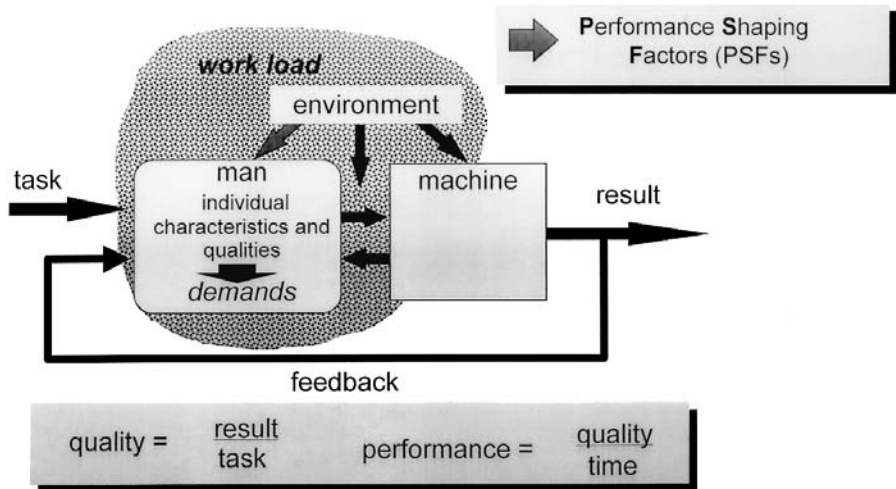 Performance Shaping
Factors (PSFs)
work load
environment
task
man
individual
characteristics and
qualities
demands
machine
result
feedback
quality = result
task
performance = quality
time